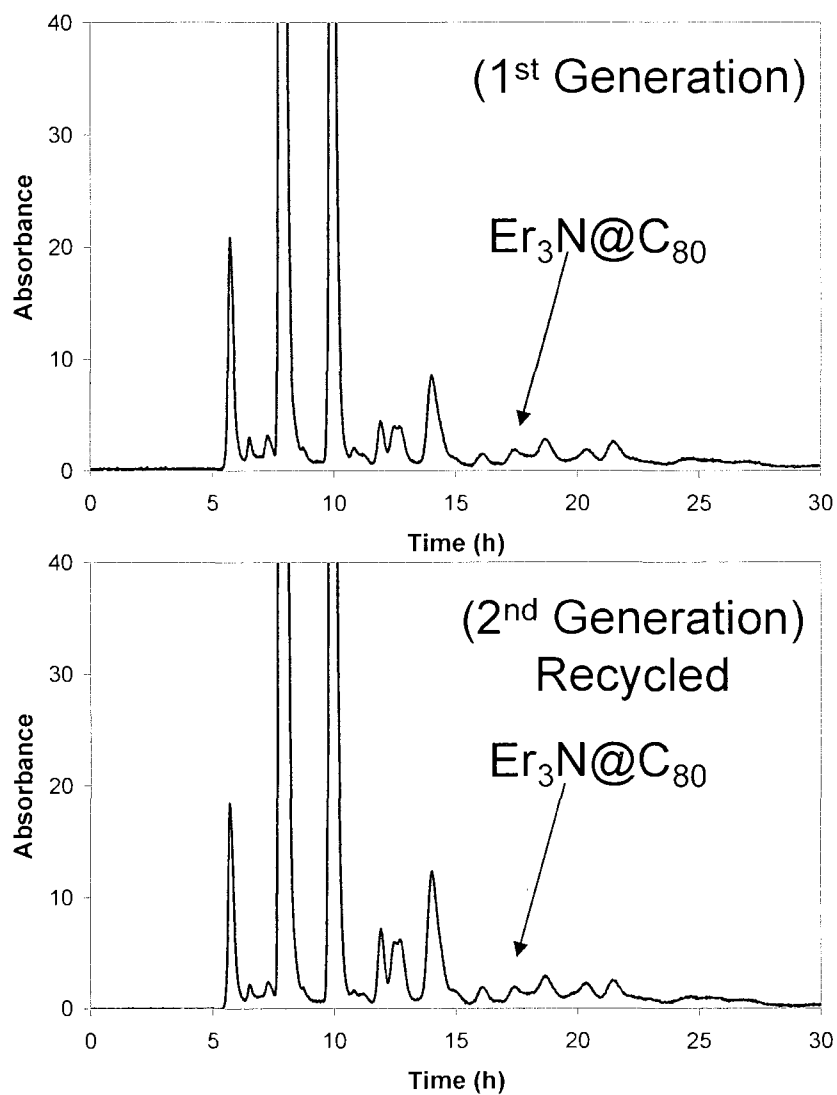 40
(1st Generation)
30
Er3N@C80
20
Absorbance
10
0
0 5 10 15 20 25 30
Time (h)
40
(2nd Generation)
Recycled
30
Er3N@C80
20
Absorbance
10
0
0 5 10 15 20 25 30
Time (h)